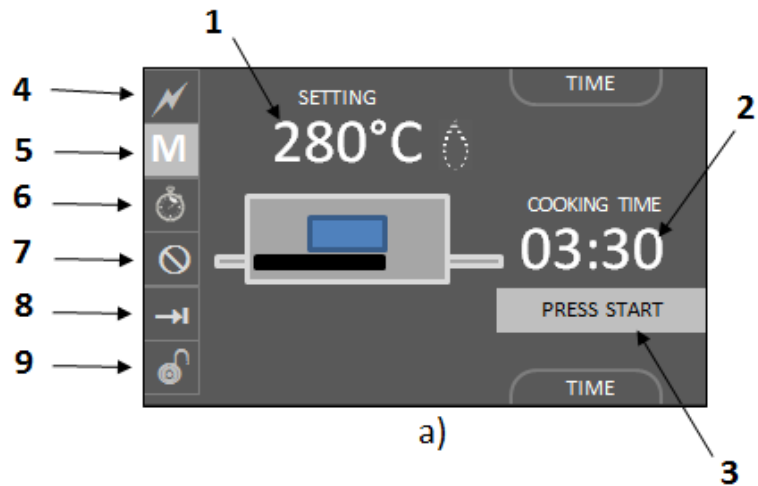 1
SETTING
TIME
280°C
2
4
5
M
6
COOKING TIME
03:30
7
8
PRESS START
9
TIME
a)
3